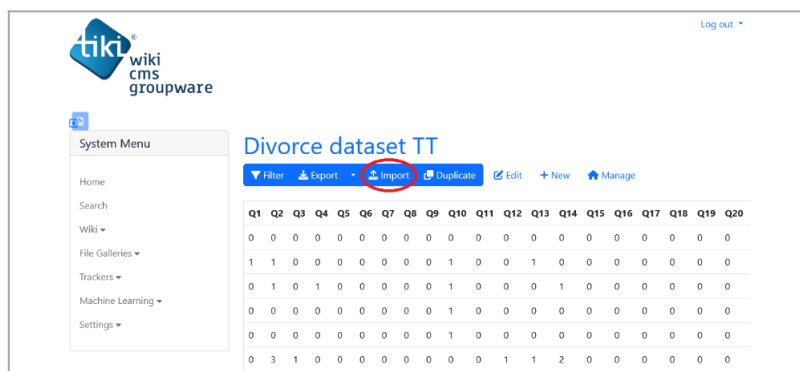 Log out
tiki®
wiki
cms
groupware
System Menu
Home
Search
Wiki
File Galleries
Trackers
Machine Learning
Settings
Divorce dataset TT
Filter Export Import Duplicate Edit + New Manage
Q1 Q2 Q3 Q4 Q5 Q6 Q7 Q8 Q9 Q10 Q11 Q12 Q13 Q14 Q15 Q16 Q17 Q18 Q19 Q20
0 0 0 0 0 0 0 0 0 0 0 0 0 0 0 0 0 0 0 0
1 1 0 0 0 0 0 0 0 1 0 0 1 0 0 0 0 0 0 0
0 1 0 1 0 0 0 0 0 1 0 0 0 1 0 0 0 0 0 0
0 0 0 0 0 0 0 0 0 1 0 0 0 0 0 0 0 0 0 0
0 0 0 0 0 0 0 0 0 1 0 0 0 0 0 0 0 0 0 0
0 3 1 0 0 0 0 0 0 0 0 1 1 2 0 0 0 0 0 0